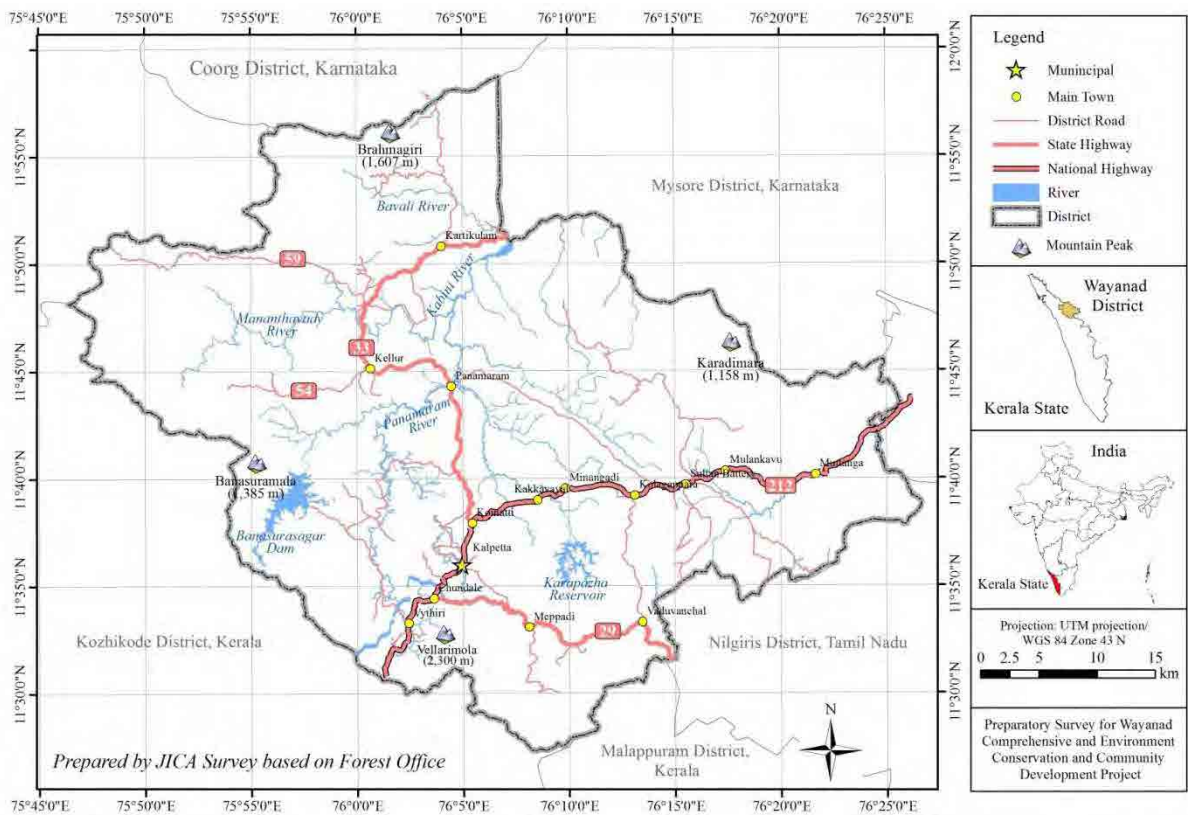 75°45'0"E 75°50'0"E 75°55'0"E 76°0'0"E 76°5'0"E 76°10'0"E 76°15'0"E 76°20'0"E 76°25'0"E
12°0'0"N
11°55'0"N
11°50'0"N
11°45'0"N
11°40'0"N
11°35'0"N
11°30'0"N
Coorg District, Karnataka
Brahmagiri
(1,607 m)
Mysore District, Karnataka
Bavali River
Kartikulam
59
Kabini River
Mananthavady
River
33
Kellur
Karadimara
(1,158 m)
54
Panamaram
Panamaram
River
Banasuramala
(1,385 m)
Mulankavu
Muthanga
Minangadi
Kakkavayal
212
Kainatti
Banasurasagar
Dam
Kalpetta
Karapuzha
Reservoir
Chundale
Vythiri
Meppadi
Vaduvanchal
29
Kozhikode District, Kerala
Vellarimola
(2,300 m)
Nilgiris District, Tamil Nadu
Malappuram District,
Kerala
N
Prepared by JICA Survey based on Forest Office
11°55'0"N
11°50'0"N
11°45'0"N
11°40'0"N
11°35'0"N
11°30'0"N
75°45'0"E 75°50'0"E 75°55'0"E 76°0'0"E 76°5'0"E 76°10'0"E 76°15'0"E 76°20'0"E 76°25'0"E
Legend
Munincipal
Main Town
District Road
State Highway
National Highway
River
District
Mountain Peak
Wayanad
District
Kerala State
India
Kerala State
Projection: UTM projection/
WGS 84 Zone 43 N
0 2.5 5 10 15
km
Preparatory Survey for Wayanad
Comprehensive and Environment
Conservation and Community
Development Project